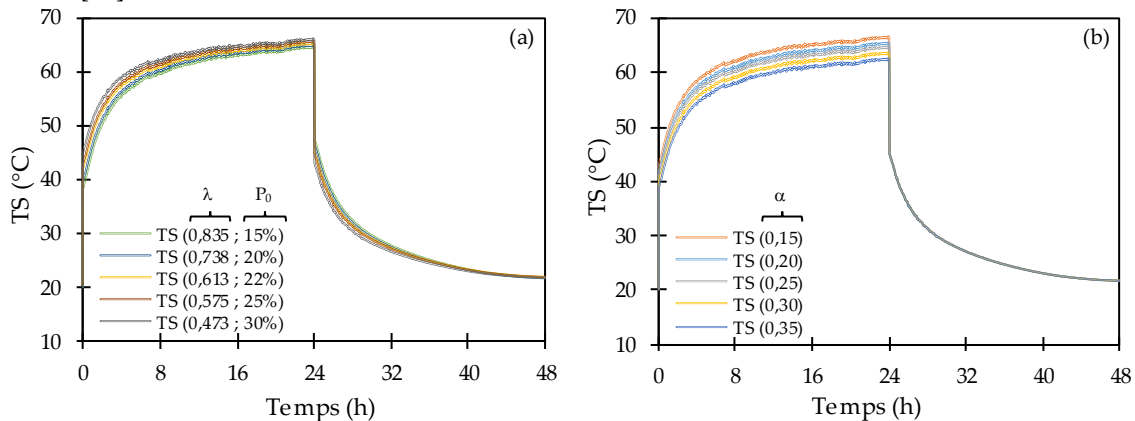 70
60
50
40
30
20
10
TS (°C)
(a)
λ P₀
TS (0,835 ; 15%)
TS (0,738 ; 20%)
TS (0,613 ; 22%)
TS (0,575 ; 25%)
TS (0,473 ; 30%)
0 8 16 24 32 40 48
Temps (h)
70
60
50
40
30
20
10
TS (°C)
(b)
α
TS (0,15)
TS (0,20)
TS (0,25)
TS (0,30)
TS (0,35)
0 8 16 24 32 40 48
Temps (h)